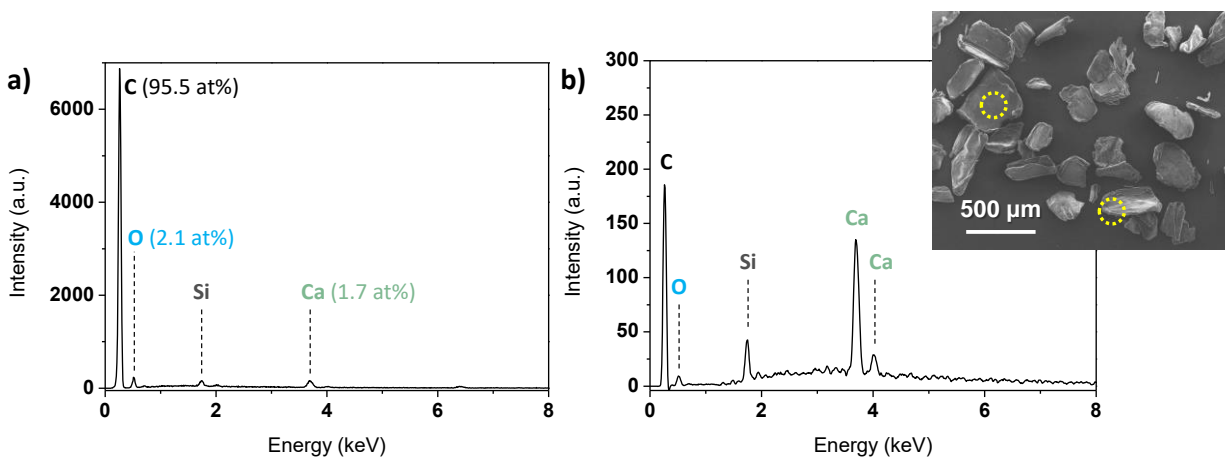 a)
Intensity (a.u.)
6000
4000
2000
0
C (95.5 at%)
O (2.1 at%)
Si
Ca (1.7 at%)
0 2 4 6 8
Energy (keV)
b)
Intensity (a.u.)
300
250
200
150
100
50
0
C
O
Si
Ca
Ca
0 2 4 6 8
Energy (keV)
500 µm